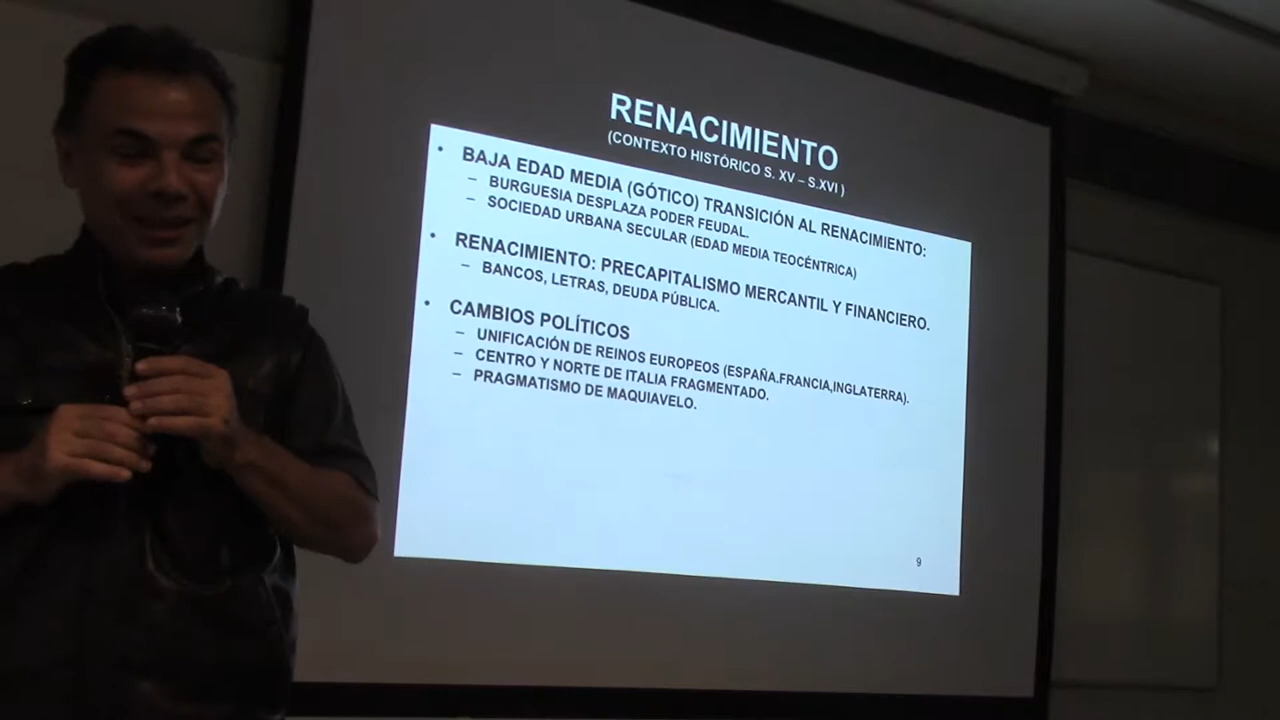 RENACIMIENTO
(CONTEXTO HISTÓRICO S. XV – S.XVI )
• BAJA EDAD MEDIA (GÓTICO) TRANSICIÓN AL RENACIMIENTO:
– BURGUESIA DESPLAZA PODER FEUDAL.
– SOCIEDAD URBANA SECULAR (EDAD MEDIA TEOCÉNTRICA)
• RENACIMIENTO: PRECAPITALISMO MERCANTIL Y FINANCIERO.
– BANCOS, LETRAS, DEUDA PÚBLICA.
• CAMBIOS POLÍTICOS
– UNIFICACIÓN DE REINOS EUROPEOS (ESPAÑA.FRANCIA,INGLATERRA).
– CENTRO Y NORTE DE ITALIA FRAGMENTADO.
– PRAGMATISMO DE MAQUIAVELO.
9